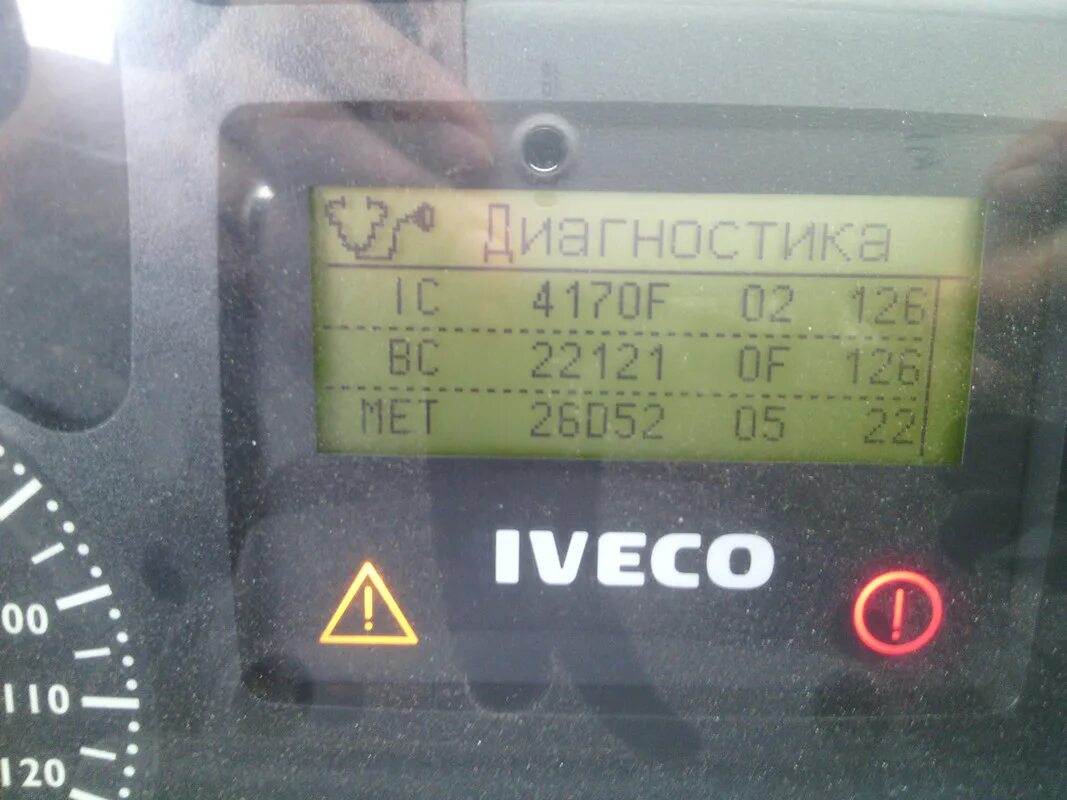 Диагностика
IC 4170F 02 126
BC 22121 0F 126
MET 26D52 05 22
IVECO
00
110
120